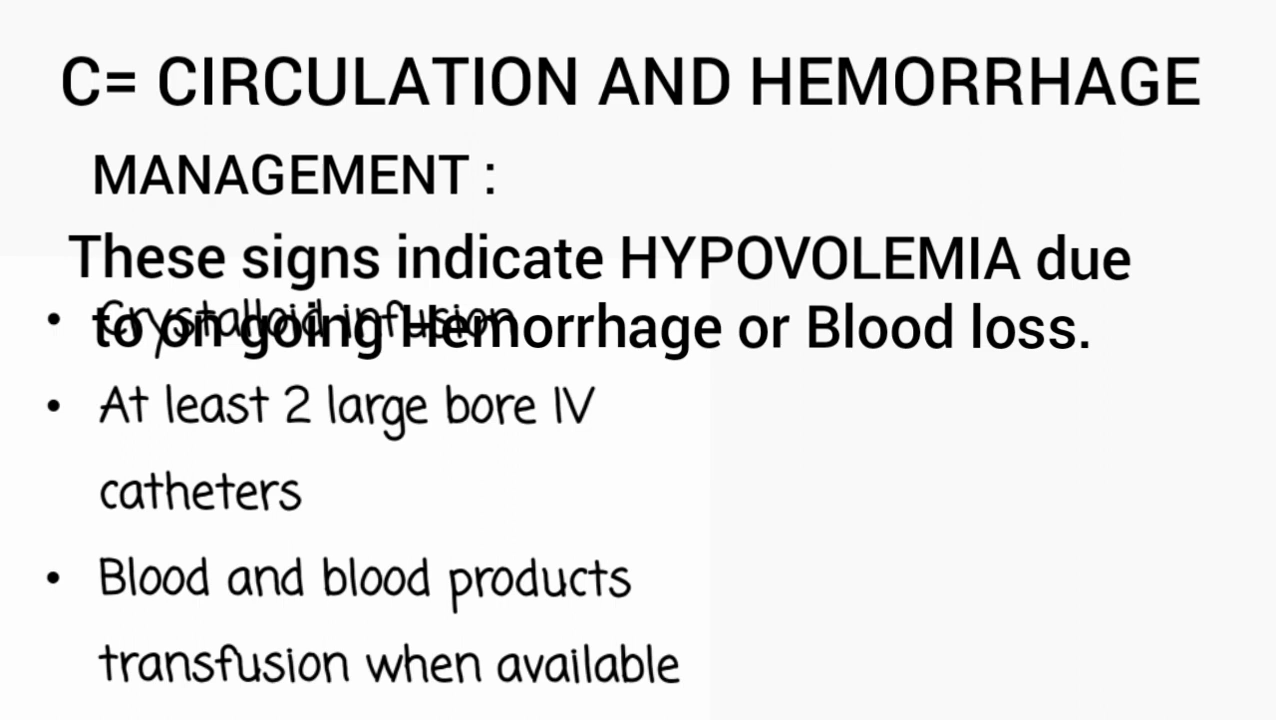 C= CIRCULATION AND HEMORRHAGE
MANAGEMENT :
These signs indicate HYPOVOLEMIA due
to on going Hemorrhage or Blood loss.
• Crystalloid infusion
• At least 2 large bore IV
catheters
• Blood and blood products
transfusion when available